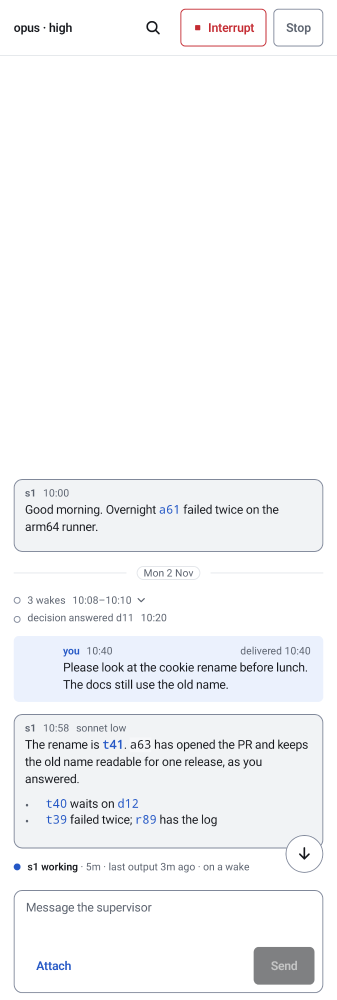 opus · high
Interrupt
Stop
s1 10:00
Good morning. Overnight a61 failed twice on the
arm64 runner.
Mon 2 Nov
3 wakes 10:08–10:10
decision answered d11 10:20
you 10:40 delivered 10:40
Please look at the cookie rename before lunch.
The docs still use the old name.
s1 10:58 sonnet low
The rename is t41. a63 has opened the PR and keeps
the old name readable for one release, as you
answered.
• t40 waits on d12
• t39 failed twice; r89 has the log
s1 working · 5m · last output 3m ago · on a wake
Message the supervisor
Attach
Send